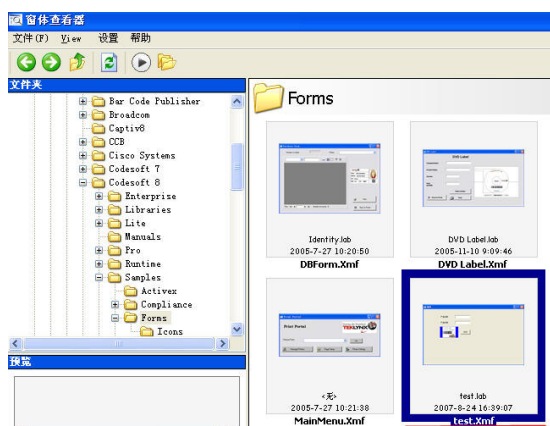 窗体查看器
文件(F) View 设置 帮助
文件夹
Bar Code Publisher
Broadcom
Captiv8
CCB
Cisco Systems
Codesoft 7
Codesoft 8
Enterprise
Libraries
Lite
Manuals
Pro
Runtime
Samples
Activex
Compliance
Forms
Icons
预览
Forms
Identity.lab
2005-7-27 10:20:50
DBForm.Xmf
DVD Label
DVD Label.lab
2005-11-10 9:09:46
DVD Label.Xmf
Print Portal
TEKLYNX
<无>
2005-7-27 10:21:38
MainMenu.Xmf
test.lab
2007-8-24 16:39:07
test.Xmf